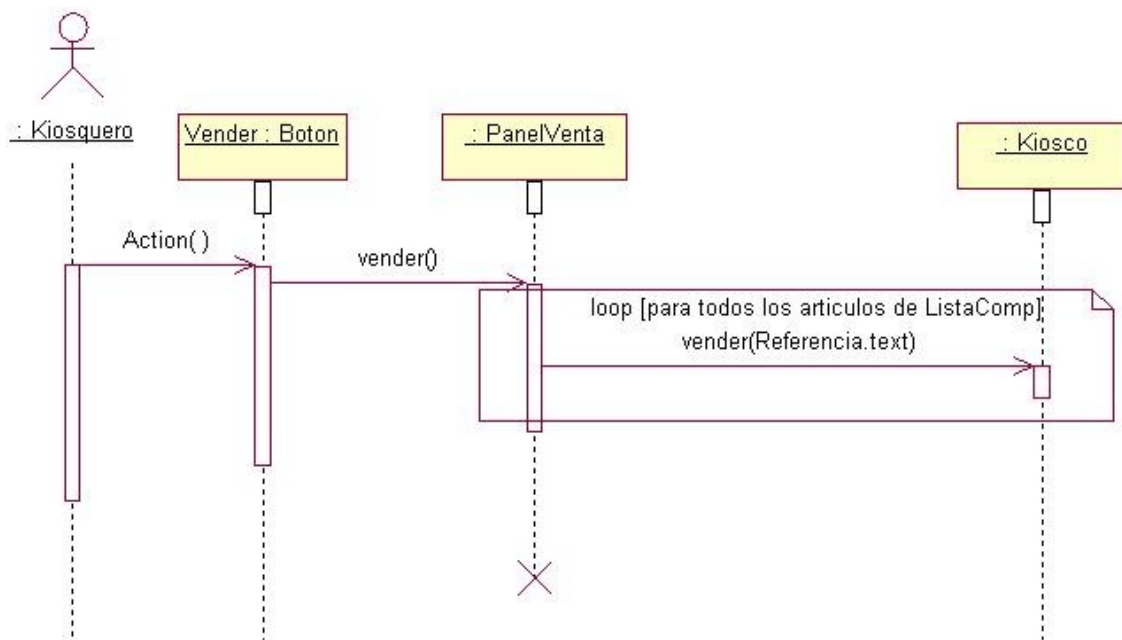 : Kiosquero
Vender : Boton
: PanelVenta
: Kiosco
Action( )
vender()
loop [para todos los articulos de ListaComp]
vender(Referencia.text)